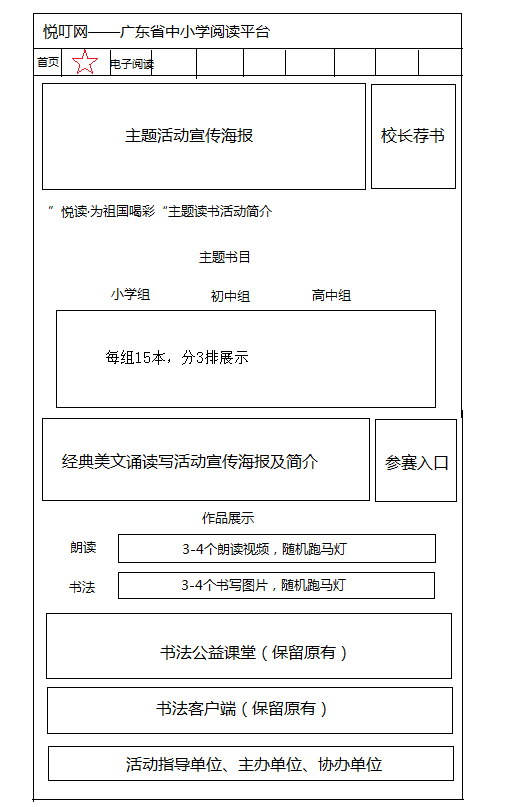 悦叮网——广东省中小学阅读平台
首页 电子阅读
主题活动宣传海报 校长荐书
”悦读·为祖国喝彩“主题读书活动简介
主题书目
小学组 初中组 高中组
每组15本，分3排展示
经典美文诵读写活动宣传海报及简介 参赛入口
作品展示
朗读 3-4个朗读视频，随机跑马灯
书法 3-4个书写图片，随机跑马灯
书法公益课堂（保留原有）
书法客户端（保留原有）
活动指导单位、主办单位、协办单位